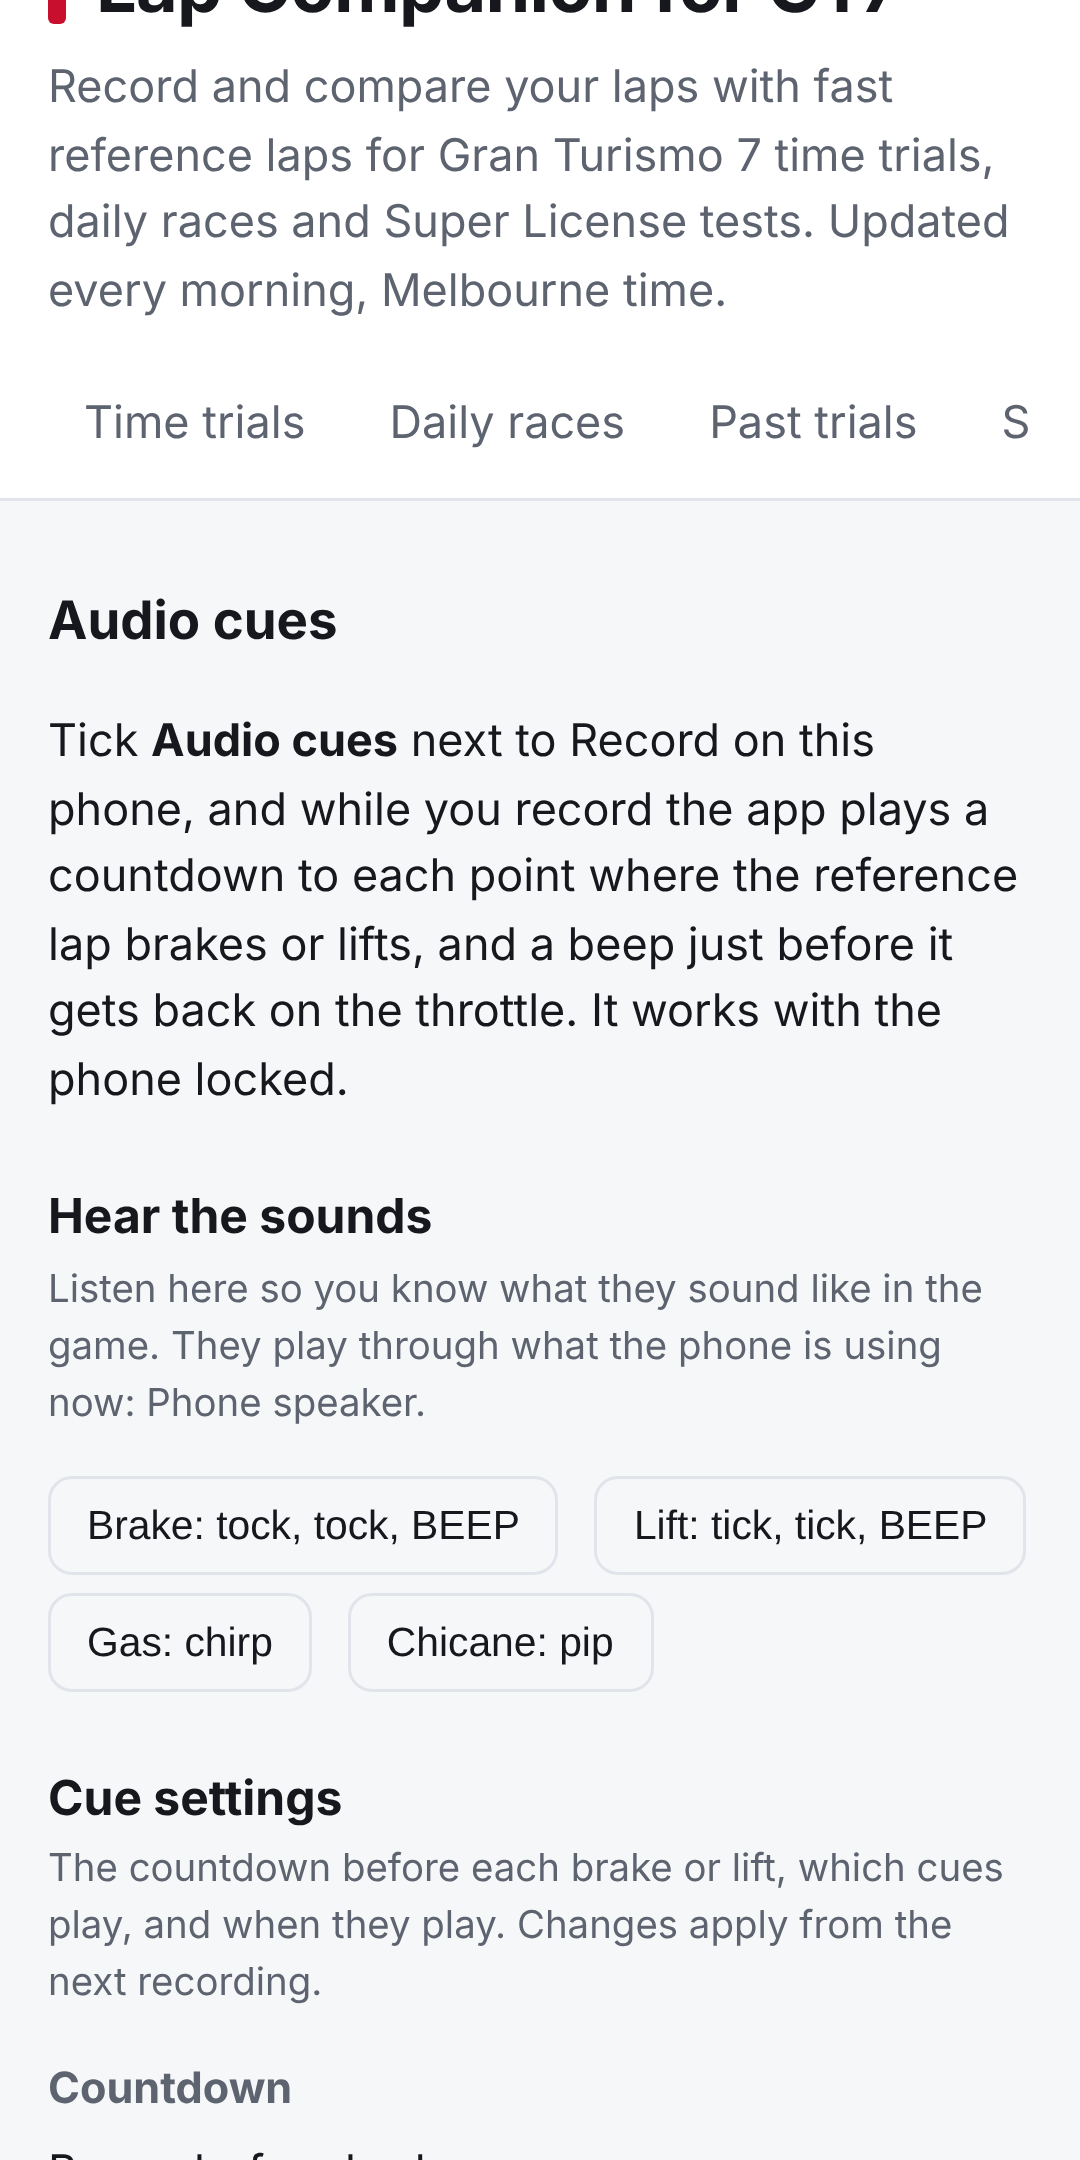 Lap Companion for GT7
Record and compare your laps with fast
reference laps for Gran Turismo 7 time trials,
daily races and Super License tests. Updated
every morning, Melbourne time.
Time trials Daily races Past trials S
Audio cues
Tick Audio cues next to Record on this
phone, and while you record the app plays a
countdown to each point where the reference
lap brakes or lifts, and a beep just before it
gets back on the throttle. It works with the
phone locked.
Hear the sounds
Listen here so you know what they sound like in the
game. They play through what the phone is using
now: Phone speaker.
Brake: tock, tock, BEEP Lift: tick, tick, BEEP
Gas: chirp Chicane: pip
Cue settings
The countdown before each brake or lift, which cues
play, and when they play. Changes apply from the
next recording.
Countdown